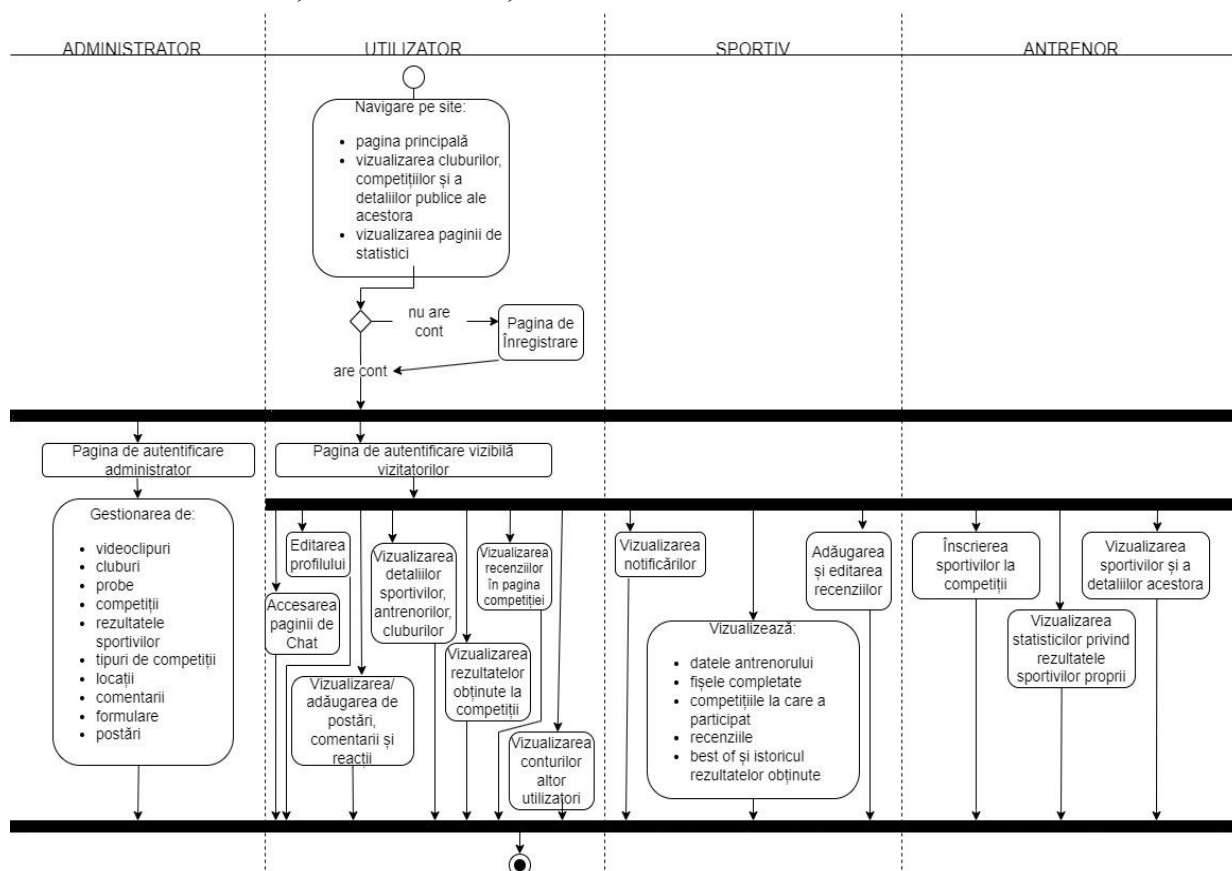 ADMINISTRATOR
UTILIZATOR
SPORTIV
ANTRENOR
Navigare pe site:
• pagina principală
• vizualizarea cluburilor,
competițiilor și a
detaliilor publice ale
acestora
• vizualizarea paginii de
statistici
nu are
cont
Pagina de
Înregistrare
are cont
Pagina de autentificare
administrator
Pagina de autentificare vizibilă
vizitatorilor
Gestionarea de:
• videoclipuri
• cluburi
• probe
• competiții
• rezultatele
sportivilor
• tipuri de competiții
• locații
• comentarii
• formulare
• postări
Accesarea
paginii de
Chat
Editarea
profilului
Vizualizarea/
adăugarea de
postări,
comentarii și
reacții
Vizualizarea
detaliilor
sportivilor,
antrenorilor,
cluburilor
Vizualizarea
rezultatelor
obținute la
competiții
Vizualizarea
recenziilor
în pagina
competiției
Vizualizarea
conturilor
altor
utilizatori
Vizualizarea
notificărilor
Vizualizează:
• datele antrenorului
• fișele completate
• competițiile la care a
participat
• recenziile
• best of și istoricul
rezultatelor obținute
Adăugarea
și editarea
recenziilor
Înscrierea
sportivilor la
competiții
Vizualizarea
statisticilor privind
rezultatele
sportivilor proprii
Vizualizarea
sportivilor și a
detaliilor acestora